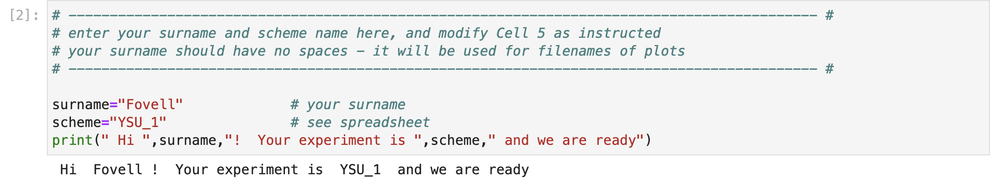 [2]:
# ------------------------------------------------------------------------------------------- #
# enter your surname and scheme name here, and modify Cell 5 as instructed
# your surname should have no spaces - it will be used for filenames of plots
# ------------------------------------------------------------------------------------------- #
surname="Fovell"             # your surname
scheme="YSU_1"               # see spreadsheet
print(" Hi ",surname,"!  Your experiment is ",scheme," and we are ready")
 Hi  Fovell !  Your experiment is  YSU_1  and we are ready